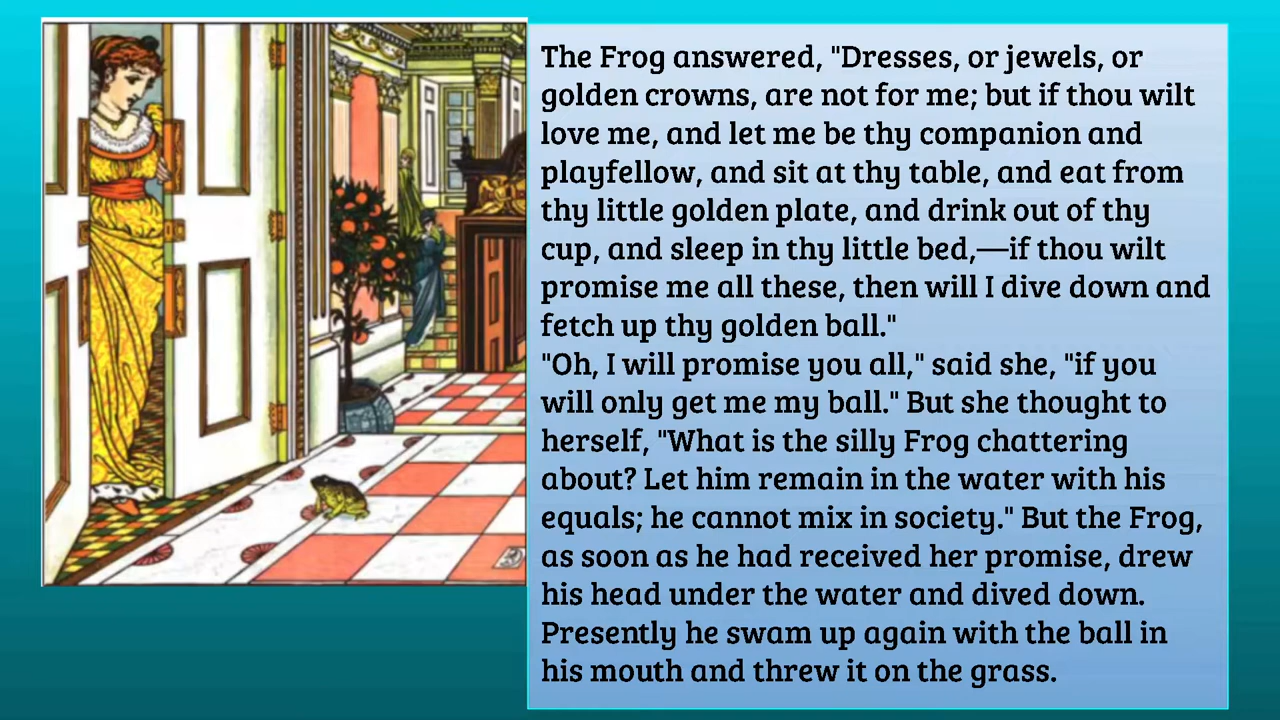 The Frog answered, "Dresses, or jewels, or
golden crowns, are not for me; but if thou wilt
love me, and let me be thy companion and
playfellow, and sit at thy table, and eat from
thy little golden plate, and drink out of thy
cup, and sleep in thy little bed,—if thou wilt
promise me all these, then will I dive down and
fetch up thy golden ball."
"Oh, I will promise you all," said she, "if you
will only get me my ball." But she thought to
herself, "What is the silly Frog chattering
about? Let him remain in the water with his
equals; he cannot mix in society." But the Frog,
as soon as he had received her promise, drew
his head under the water and dived down.
Presently he swam up again with the ball in
his mouth and threw it on the grass.